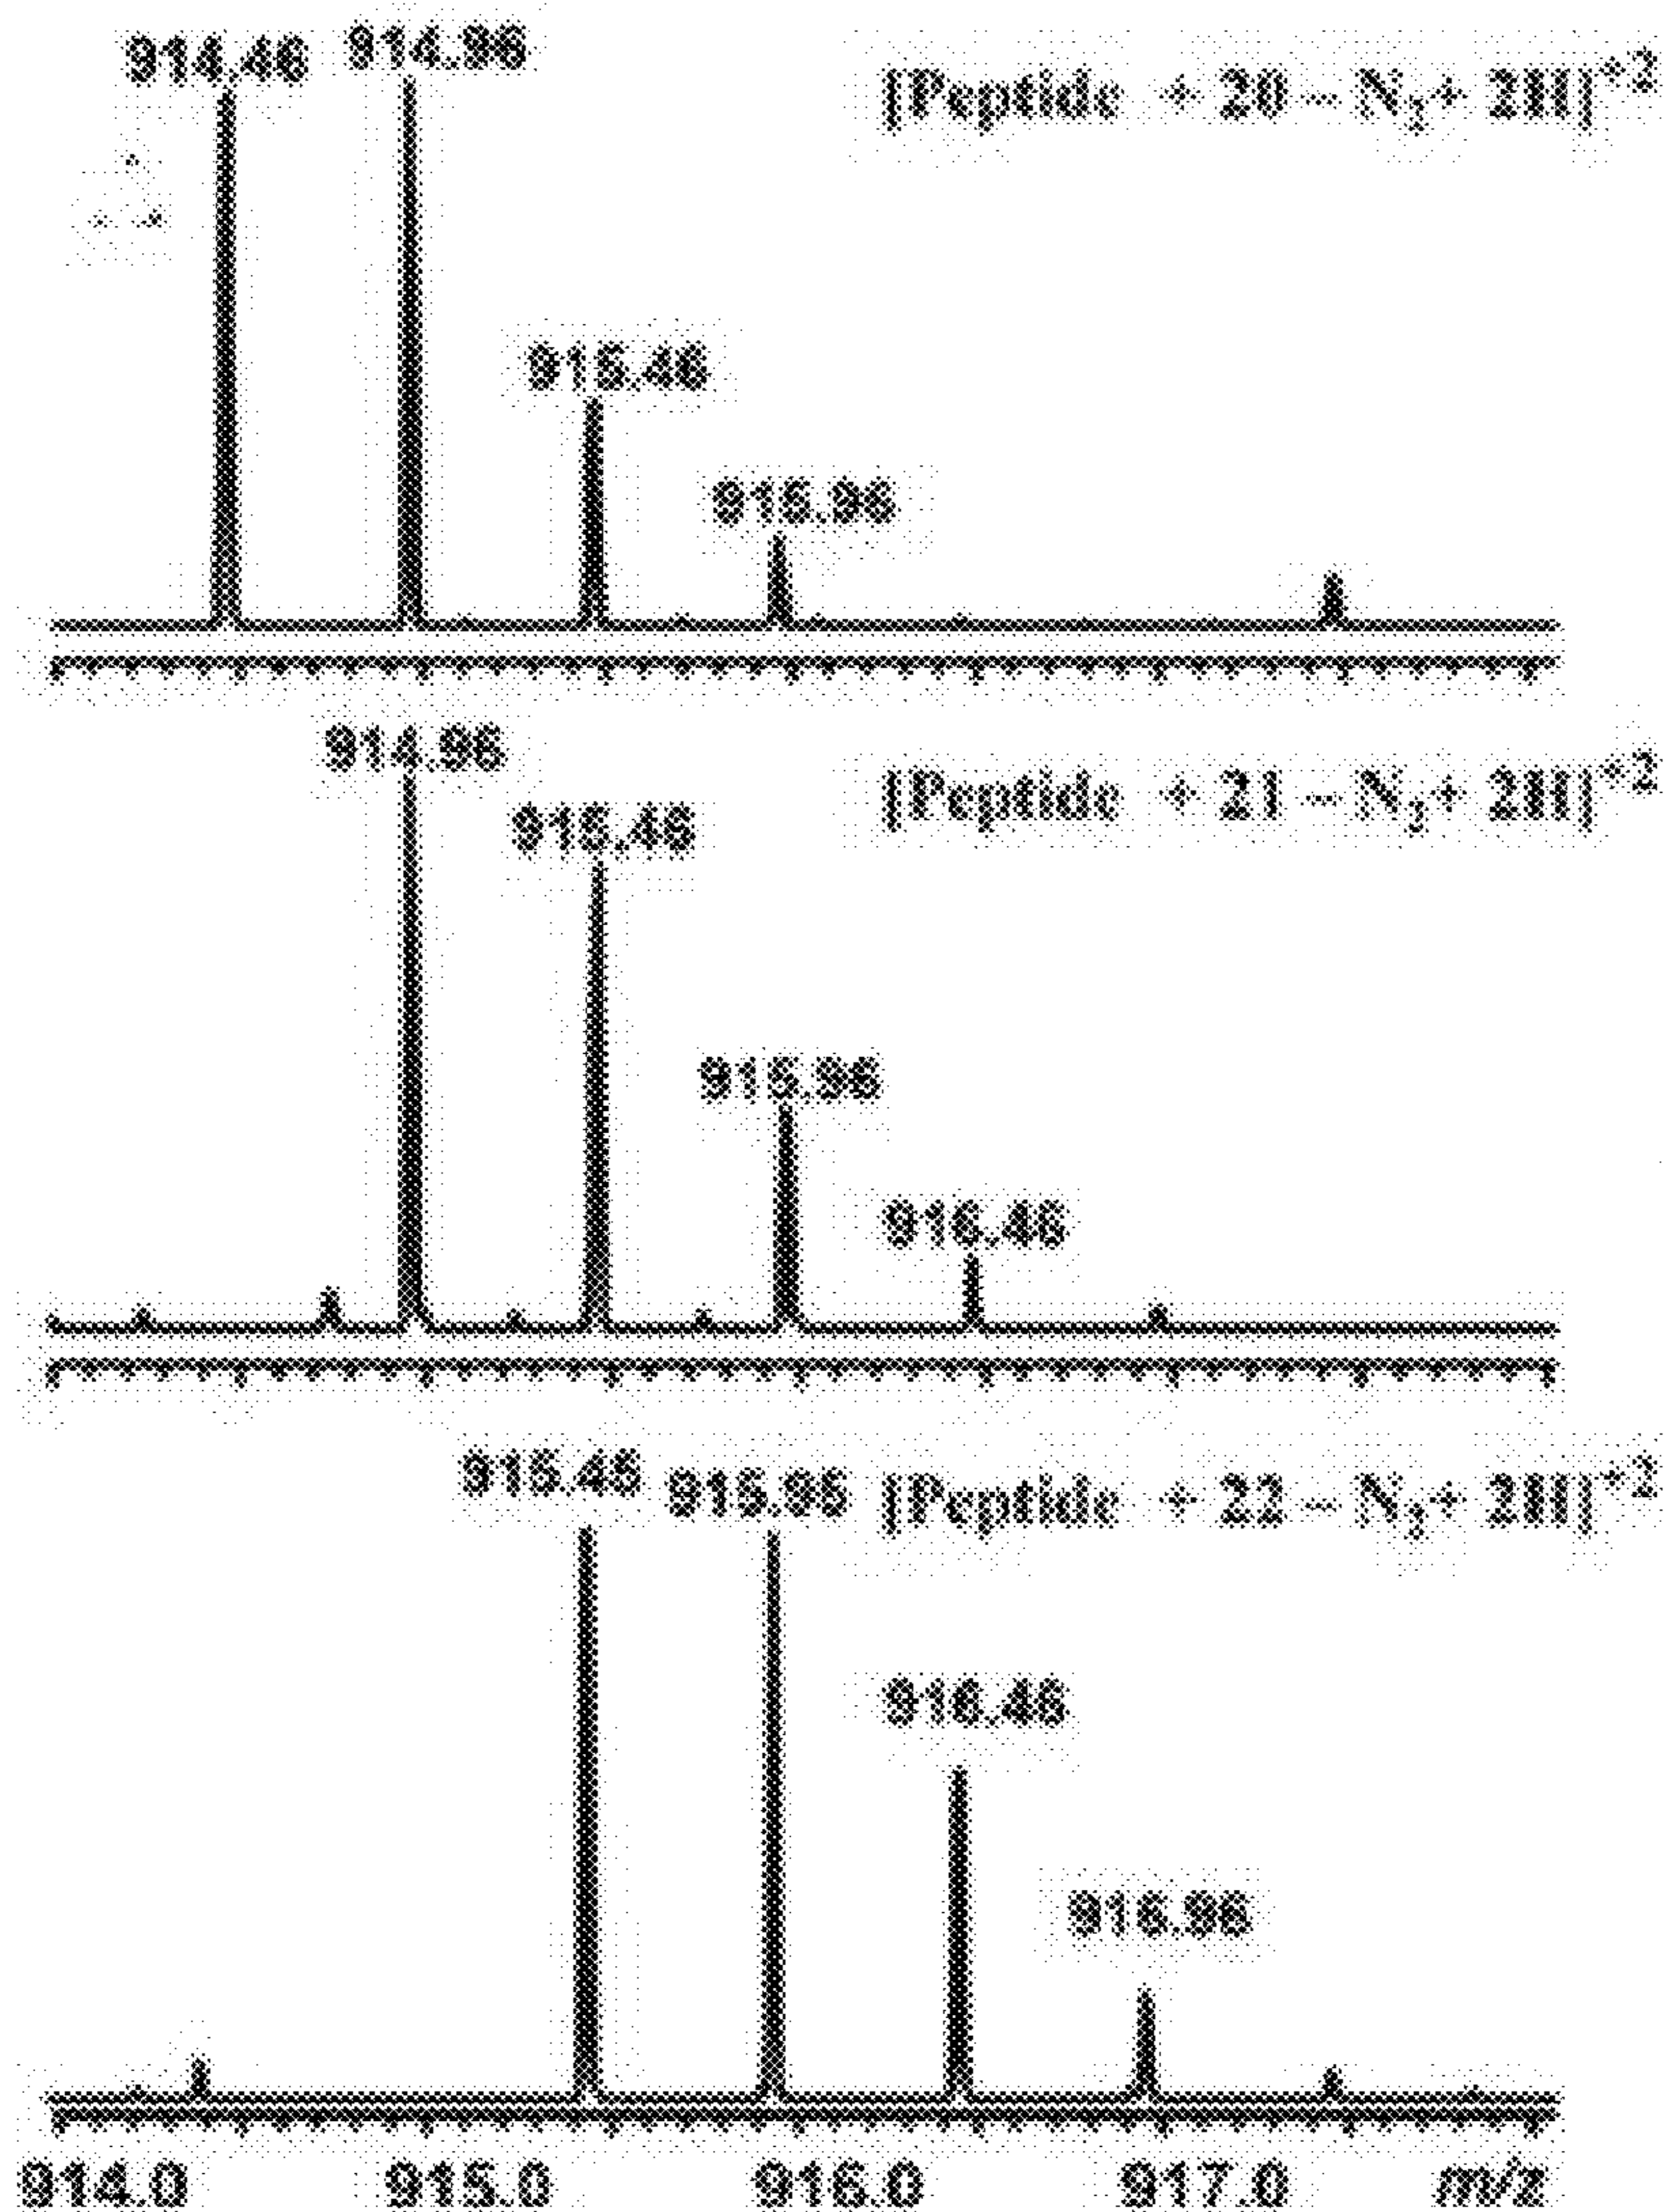 914.46 914.96 [Peptide + 20 – N2+ 2H]+2
915.46
915.96
914.96 [Peptide + 21 – N2+ 2H]+2
915.46
915.96
916.46
915.45 915.95 [Peptide + 22 – N2+ 2H]+2
916.46
916.96
914.0 915.0 916.0 917.0 m/z